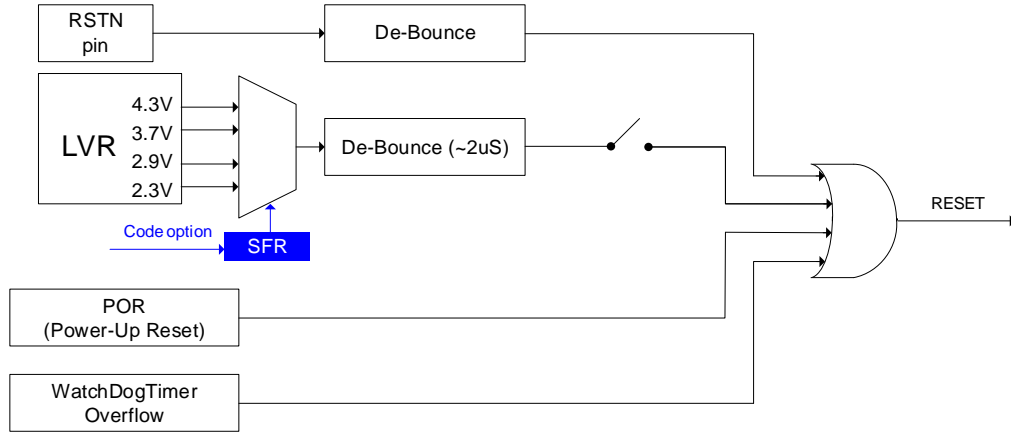 RSTN
pin
De-Bounce
LVR
4.3V
3.7V
2.9V
2.3V
De-Bounce (~2uS)
Code option
SFR
RESET
POR
(Power-Up Reset)
WatchDogTimer
Overflow